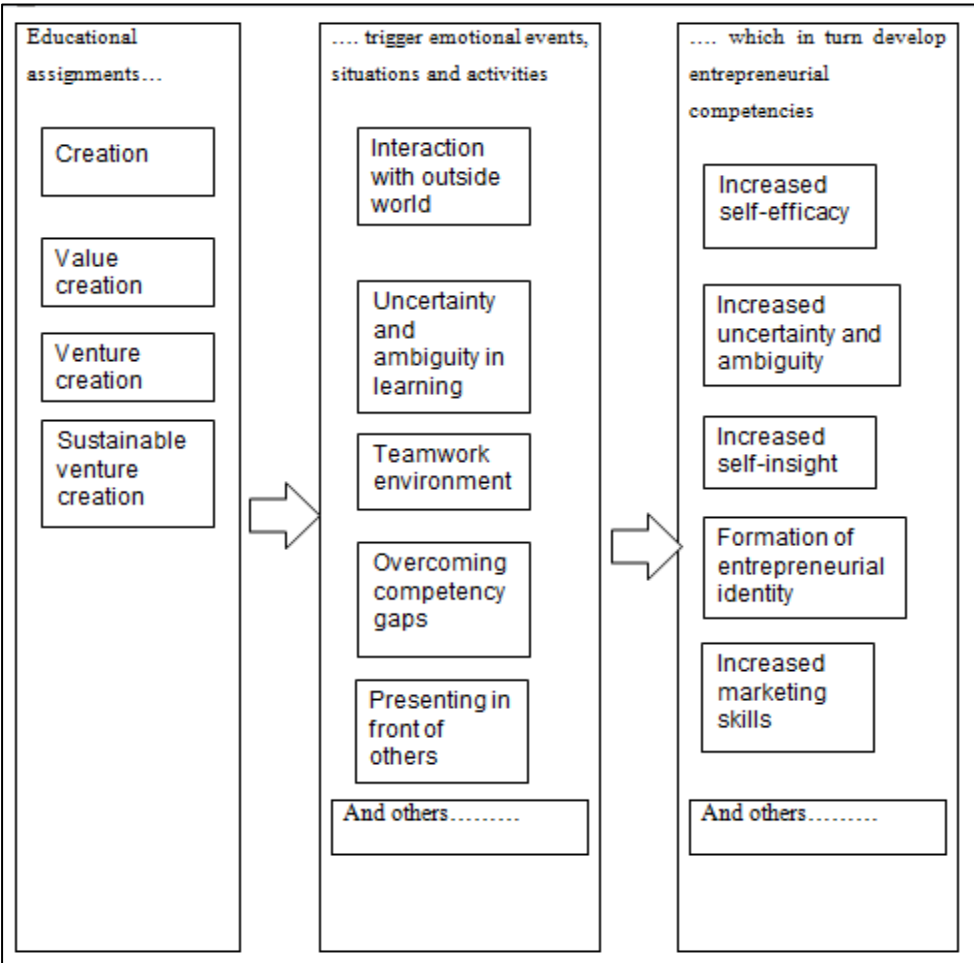 Educational
assignments…
Creation
Value
creation
Venture
creation
Sustainable
venture
creation
…. trigger emotional events,
situations and activities
Interaction
with outside
world
Uncertainty
and
ambiguity in
learning
Teamwork
environment
Overcoming
competency
gaps
Presenting in
front of
others
And others………
…. which in turn develop
entrepreneurial
competencies
Increased
self-efficacy
Increased
uncertainty and
ambiguity
Increased
self-insight
Formation of
entrepreneurial
identity
Increased
marketing
skills
And others………